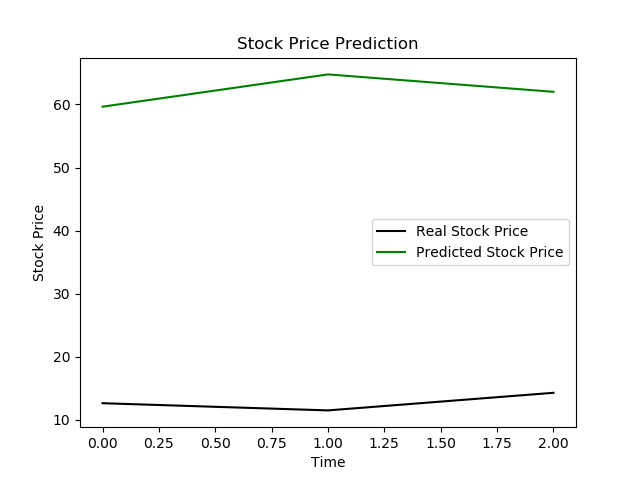 Stock Price Prediction
Stock Price
60
50
40
30
20
10
Real Stock Price
Predicted Stock Price
0.00 0.25 0.50 0.75 1.00 1.25 1.50 1.75 2.00
Time